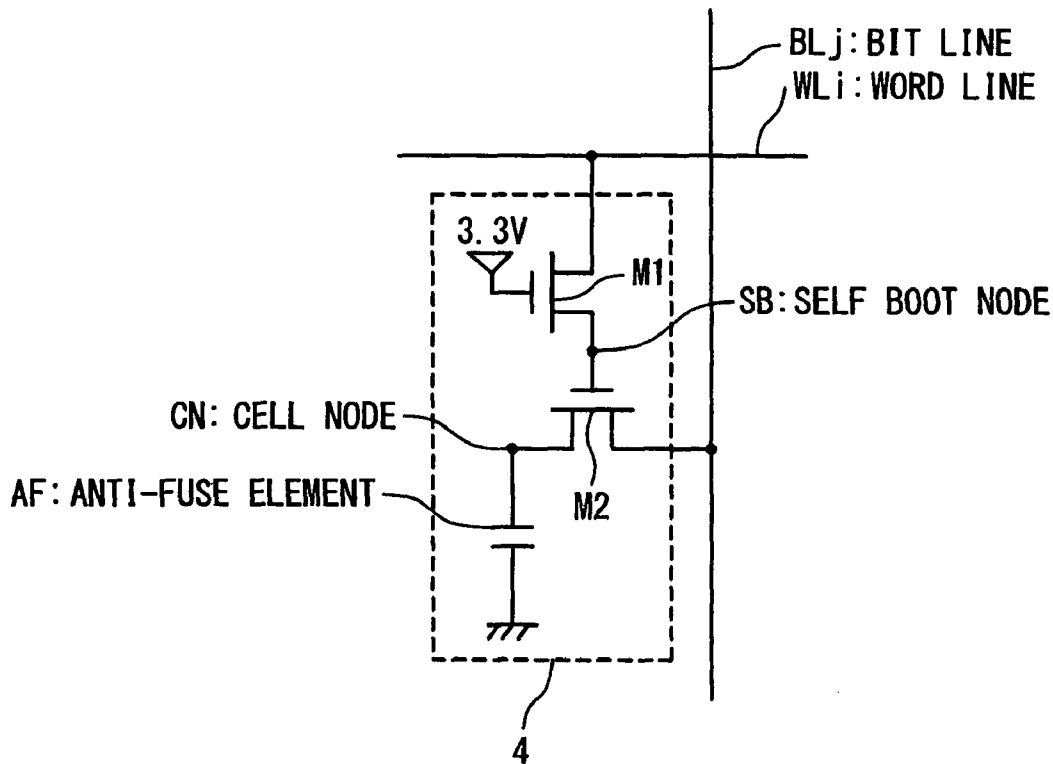 BLj: BIT LINE
WLi: WORD LINE
3.3V
M1
SB: SELF BOOT NODE
CN: CELL NODE
AF: ANTI-FUSE ELEMENT
M2
4